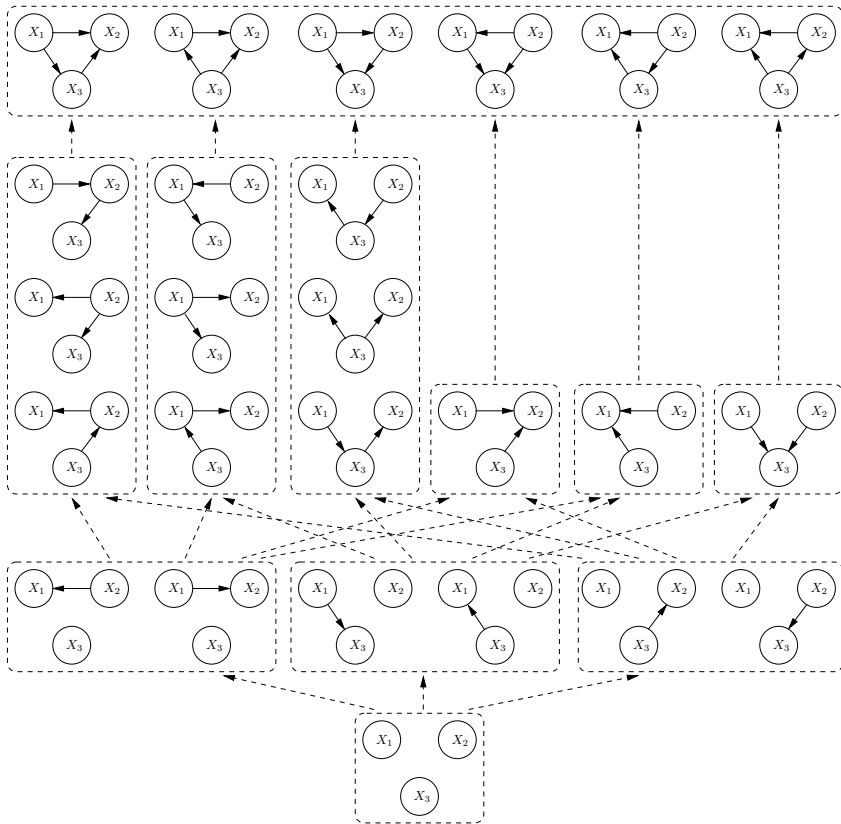 X₁ X₂ X₁ X₂ X₁ X₂ X₁ X₂ X₁ X₂ X₁ X₂
X₃ X₃ X₃ X₃ X₃ X₃
X₁ X₂ X₁ X₂ X₁ X₂
X₃ X₃ X₃
X₁ X₂ X₁ X₂ X₁ X₂
X₃ X₃ X₃
X₁ X₂ X₁ X₂ X₁ X₂ X₁ X₂ X₁ X₂ X₁ X₂
X₃ X₃ X₃ X₃ X₃ X₃
X₁ X₂ X₁ X₂ X₁ X₂ X₁ X₂ X₁ X₂ X₁ X₂
X₃ X₃ X₃ X₃ X₃ X₃
X₁ X₂
X₃